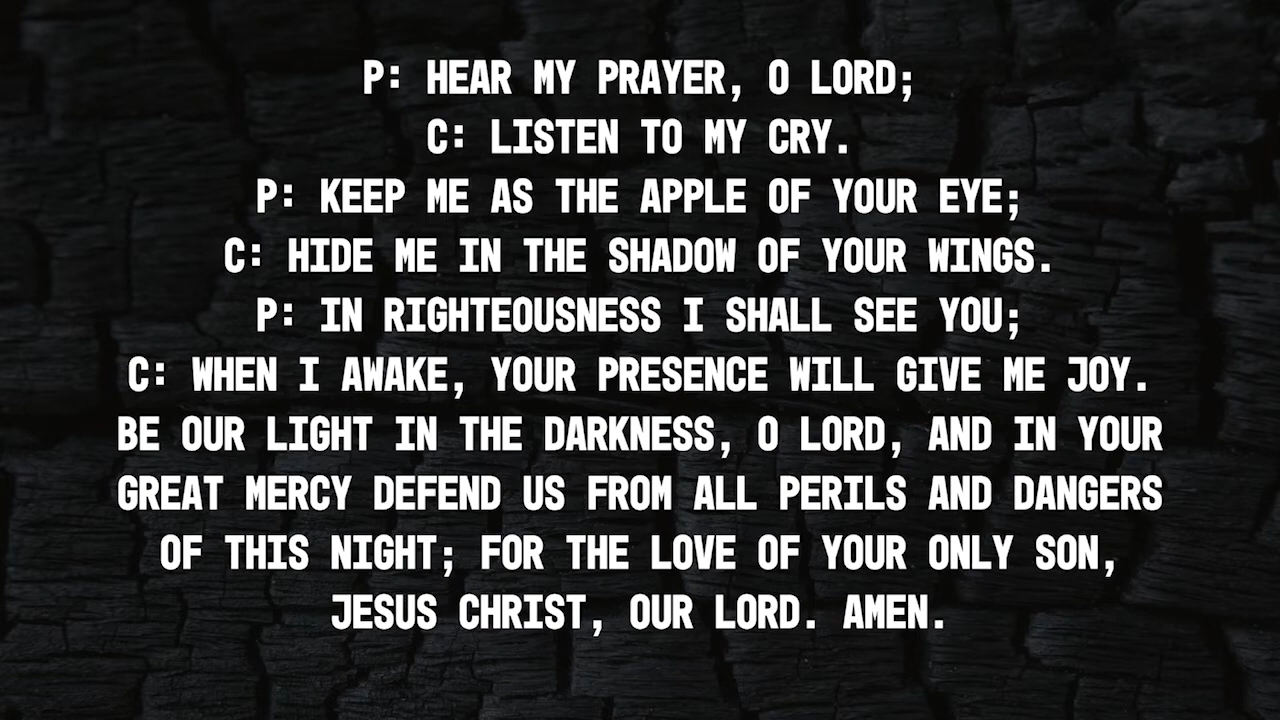 P: HEAR MY PRAYER, O LORD;
C: LISTEN TO MY CRY.
P: KEEP ME AS THE APPLE OF YOUR EYE;
C: HIDE ME IN THE SHADOW OF YOUR WINGS.
P: IN RIGHTEOUSNESS I SHALL SEE YOU;
C: WHEN I AWAKE, YOUR PRESENCE WILL GIVE ME JOY.
BE OUR LIGHT IN THE DARKNESS, O LORD, AND IN YOUR
GREAT MERCY DEFEND US FROM ALL PERILS AND DANGERS
OF THIS NIGHT; FOR THE LOVE OF YOUR ONLY SON,
JESUS CHRIST, OUR LORD. AMEN.